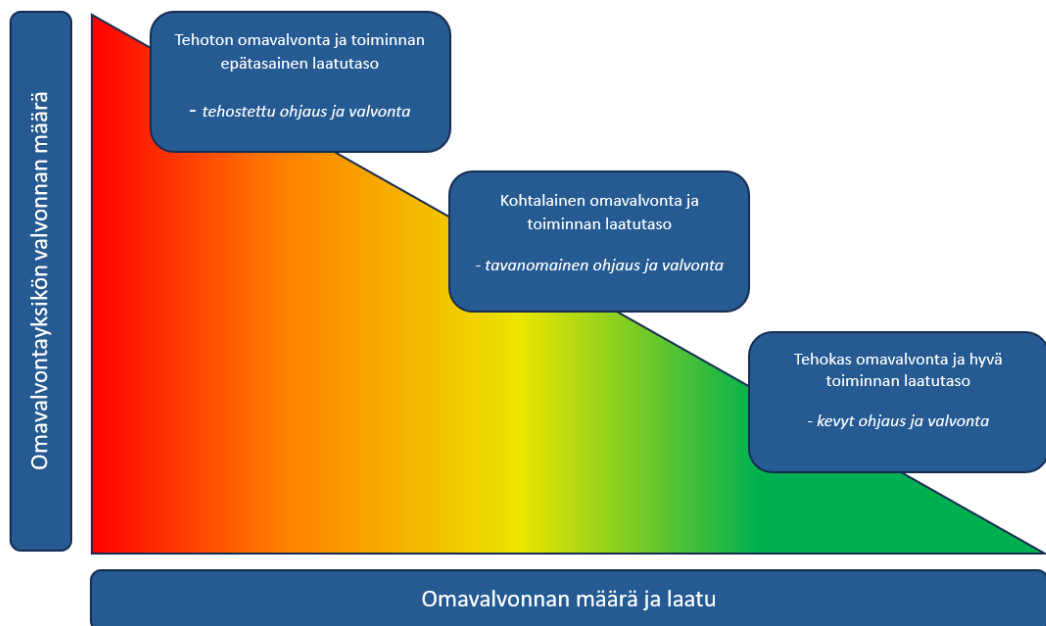 Omavalvontayksikön valvonnan määrä
Tehoton omavalvonta ja toiminnan
epätasainen laatutaso
- tehostettu ohjaus ja valvonta
Kohtalainen omavalvonta ja
toiminnan laatutaso
- tavanomainen ohjaus ja valvonta
Tehokas omavalvonta ja hyvä
toiminnan laatutaso
- kevyt ohjaus ja valvonta
Omavalvonnan määrä ja laatu